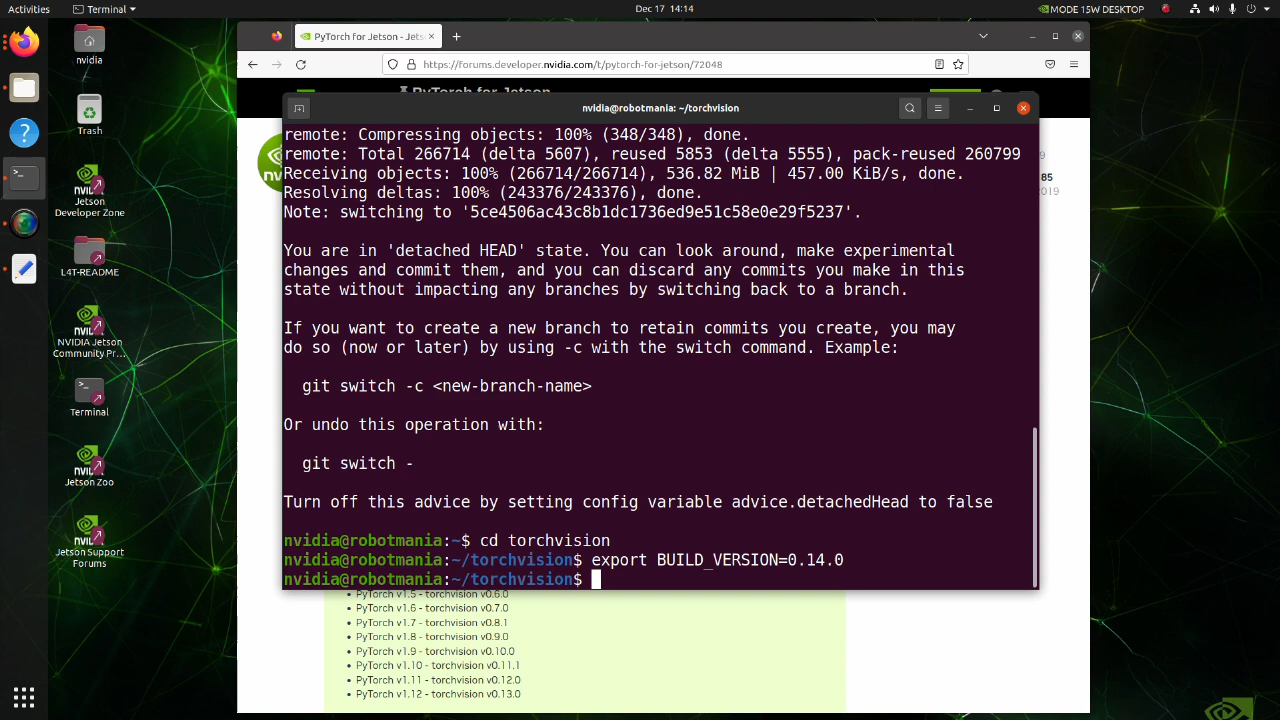 Activities
Terminal
Dec 17 14:14
MODE 15W DESKTOP
PyTorch for Jetson - Jets
https://forums.developer.nvidia.com/t/pytorch-for-jetson/72048
PyTorch for Jetson
nvidia@robotmania: ~/torchvision
remote: Compressing objects: 100% (348/348), done.
remote: Total 266714 (delta 5607), reused 5853 (delta 5555), pack-reused 260799
Receiving objects: 100% (266714/266714), 536.82 MiB | 457.00 KiB/s, done.
Resolving deltas: 100% (243376/243376), done.
Note: switching to '5ce4506ac43c8b1dc1736ed9e51c58e0e29f5237'.
You are in 'detached HEAD' state. You can look around, make experimental
changes and commit them, and you can discard any commits you make in this
state without impacting any branches by switching back to a branch.
If you want to create a new branch to retain commits you create, you may
do so (now or later) by using -c with the switch command. Example:
git switch -c <new-branch-name>
Or undo this operation with:
git switch -
Turn off this advice by setting config variable advice.detachedHead to false
nvidia@robotmania:~$ cd torchvision
nvidia@robotmania:~/torchvision$ export BUILD_VERSION=0.14.0
nvidia@robotmania:~/torchvision$
85
2019
PyTorch v1.5 - torchvision v0.6.0
PyTorch v1.6 - torchvision v0.7.0
PyTorch v1.7 - torchvision v0.8.1
PyTorch v1.8 - torchvision v0.9.0
PyTorch v1.9 - torchvision v0.10.0
PyTorch v1.10 - torchvision v0.11.1
PyTorch v1.11 - torchvision v0.12.0
PyTorch v1.12 - torchvision v0.13.0
nvidia
Trash
NVIDIA
Jetson
Developer Zone
L4T-README
NVIDIA
NVIDIA Jetson
Community Pr...
Terminal
NVIDIA
Jetson Zoo
NVIDIA
Jetson Support
Forums